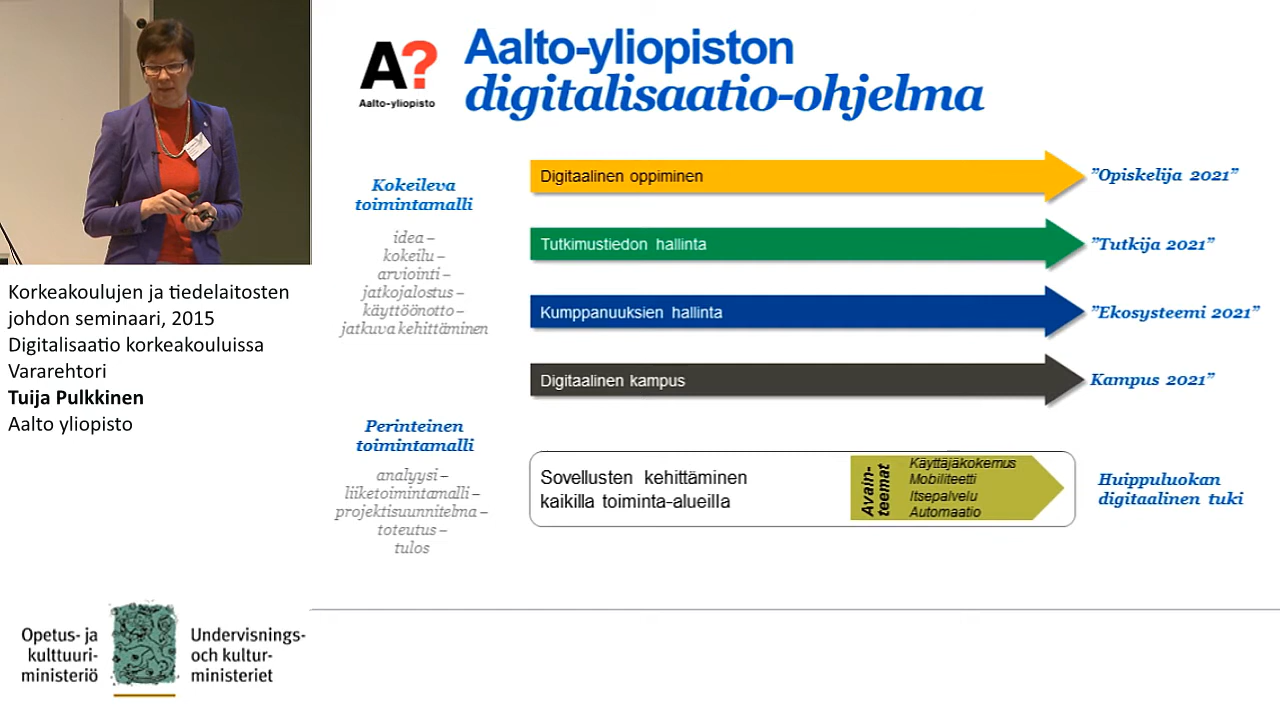 A?
Aalto-yliopisto
Aalto-yliopiston
digitalisaatio-ohjelma
Kokeileva
toimintamalli
idea –
kokeilu –
arviointi –
jatkojalostus –
käyttöönotto –
jatkuva kehittäminen
Digitaalinen oppiminen
"Opiskelija 2021"
Tutkimustiedon hallinta
"Tutkija 2021"
Kumppanuuksien hallinta
"Ekosysteemi 2021"
Digitaalinen kampus
Kampus 2021"
Perinteinen
toimintamalli
analyysi –
liiketoimintamalli –
projektisuunnitelma –
toteutus –
tulos
Sovellusten kehittäminen
kaikilla toiminta-alueilla
Avain-
teemat
Käyttäjäkokemus
Mobiliteetti
Itsepalvelu
Automaatio
Huippuluokan
digitaalinen tuki
Korkeakoulujen ja tiedelaitosten
johdon seminaari, 2015
Digitalisaatio korkeakouluissa
Vararehtori
Tuija Pulkkinen
Aalto yliopisto
Opetus- ja
kulttuuri-
ministeriö
Undervisnings-
och kultur-
ministeriet